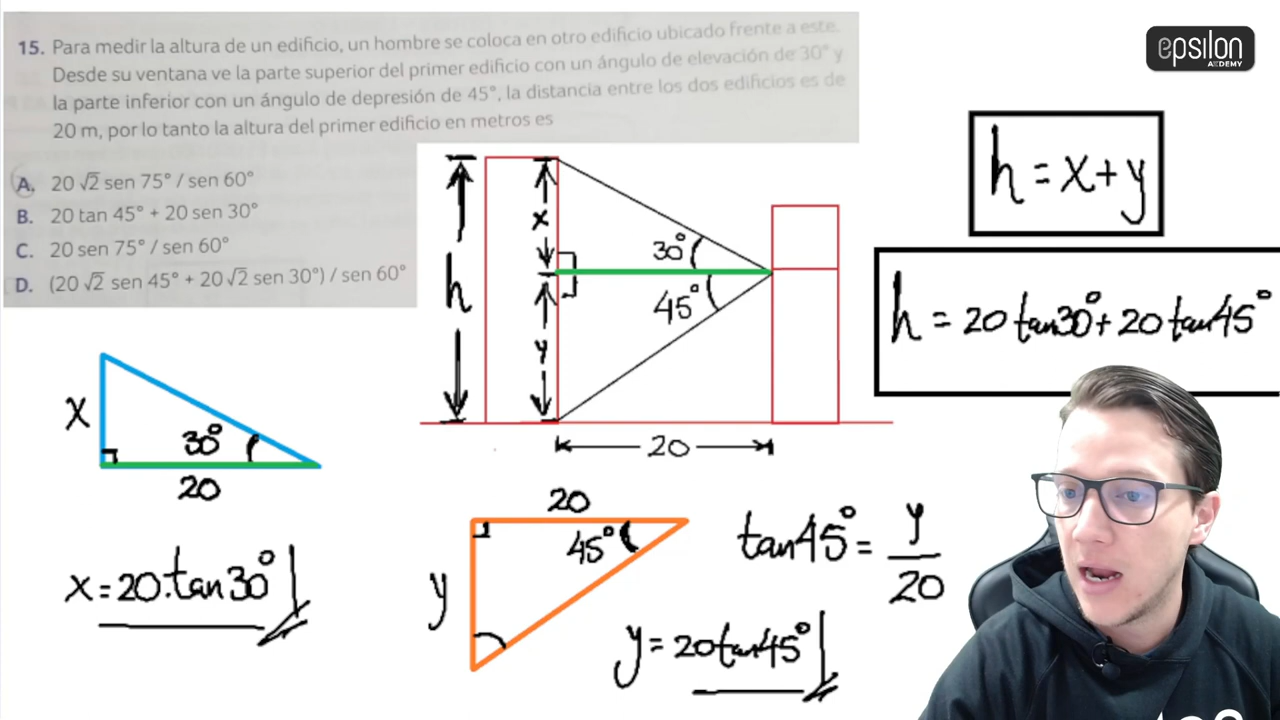 15. Para medir la altura de un edificio, un hombre se coloca en otro edificio ubicado frente a este.
Desde su ventana ve la parte superior del primer edificio con un ángulo de elevación de 30° y
la parte inferior con un ángulo de depresión de 45°, la distancia entre los dos edificios es de
20 m, por lo tanto la altura del primer edificio en metros es
A. 20 √2 sen 75° / sen 60°
B. 20 tan 45° + 20 sen 30°
C. 20 sen 75° / sen 60°
D. (20 √2 sen 45° + 20 √2 sen 30°) / sen 60°
epsilon
ACADEMY
h = x+y
h = 20 tan30° + 20 tan45°
h
x
y
30°
45°
20
x
30°
20
x = 20.tan30°
20
45°
y
tan45° = y/20
y = 20tan45°